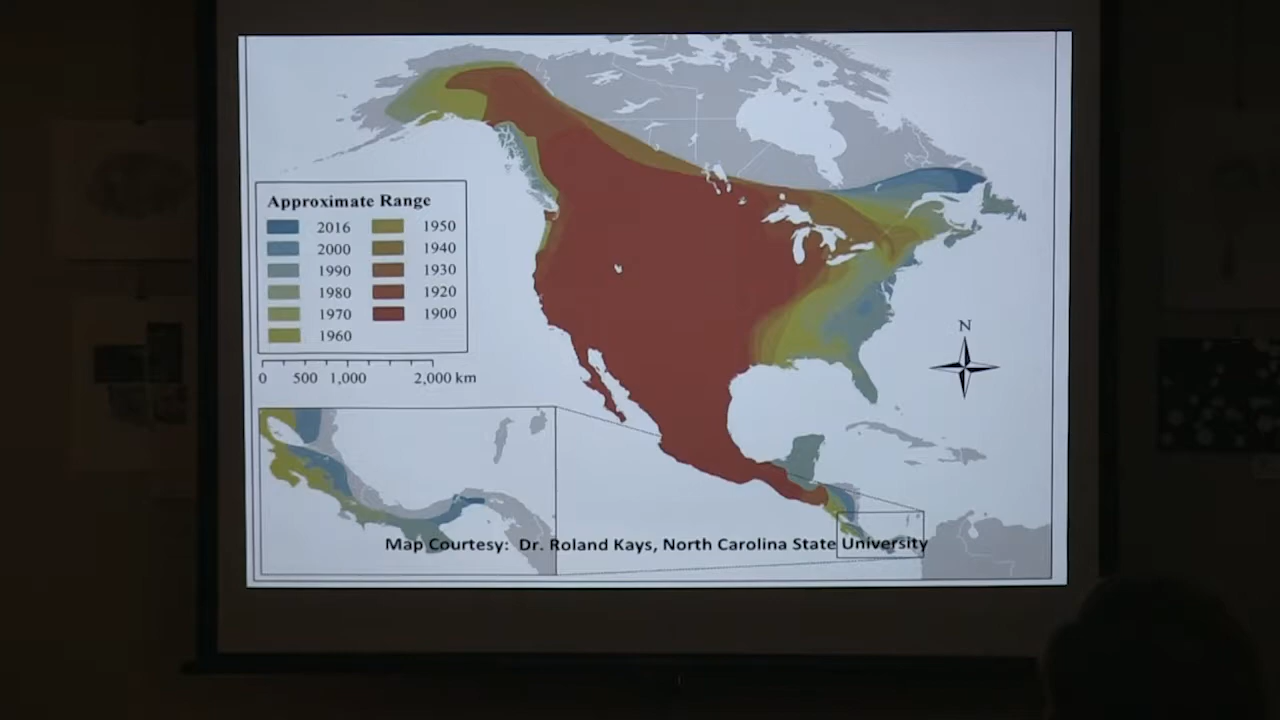 Approximate Range
2016 1950
2000 1940
1990 1930
1980 1920
1970 1900
1960
N
0 500 1,000 2,000 km
Map Courtesy: Dr. Roland Kays, North Carolina State University